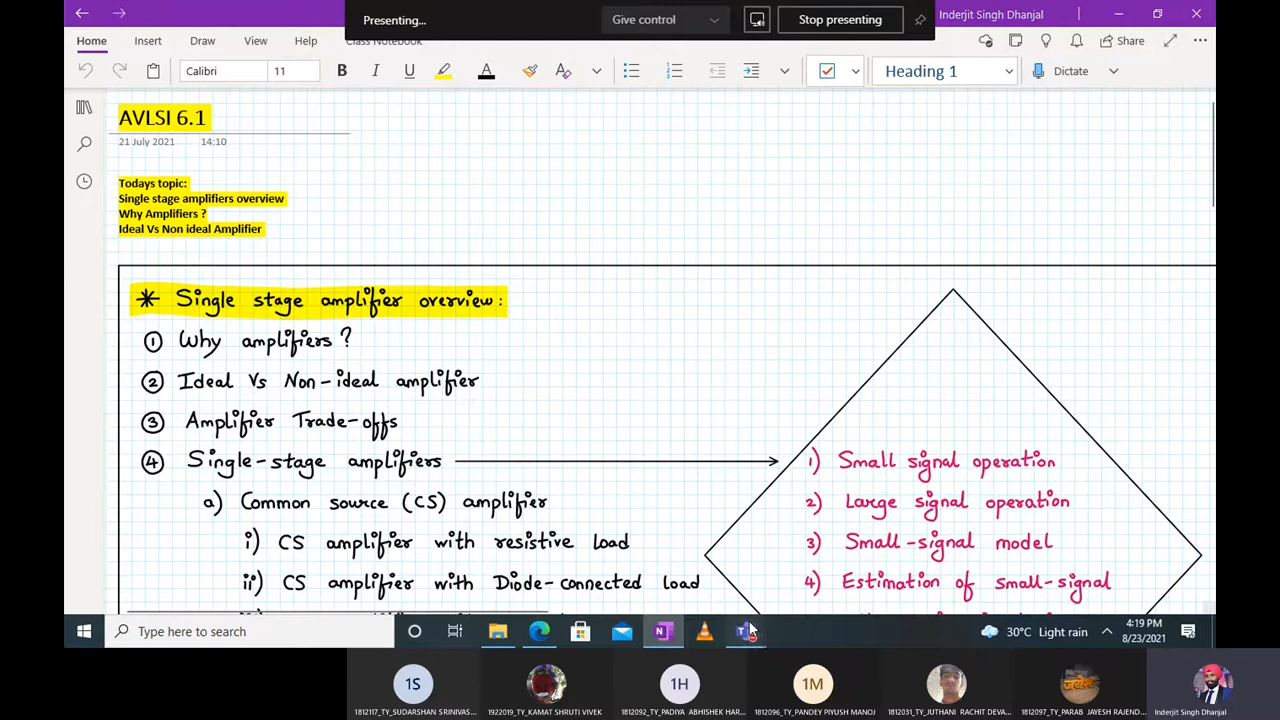 Presenting...
Give control
Stop presenting
Inderjit Singh Dhanjal
Home Insert Draw View Help Class Notebook
Share
Calibri 11
B I U A
Heading 1
Dictate
AVLSI 6.1
21 July 2021 14:10
Todays topic:
Single stage amplifiers overview
Why Amplifiers ?
Ideal Vs Non ideal Amplifier
* Single stage amplifier overview:
① Why amplifiers?
② Ideal Vs Non-ideal amplifier
③ Amplifier Trade-offs
④ Single-stage amplifiers
a) Common source (CS) amplifier
i) CS amplifier with resistive load
ii) CS amplifier with Diode-connected load
1) Small signal operation
2) Large signal operation
3) Small-signal model
4) Estimation of small-signal
Type here to search
30°C Light rain
4:19 PM
8/23/2021
1S
1H
1M
1812117_TY_SUDARSHAN SRINIVAS...
1922019_TY_KAMAT SHRUTI VIVEK
1812092_TY_PADIYA ABHISHEK HAR...
1812096_TY_PANDEY PIYUSH MANOJ
1812031_TY_JUTHANI RACHIT DEVA...
1812097_TY_PARAB JAYESH RAJEND...
Inderjit Singh Dhanjal